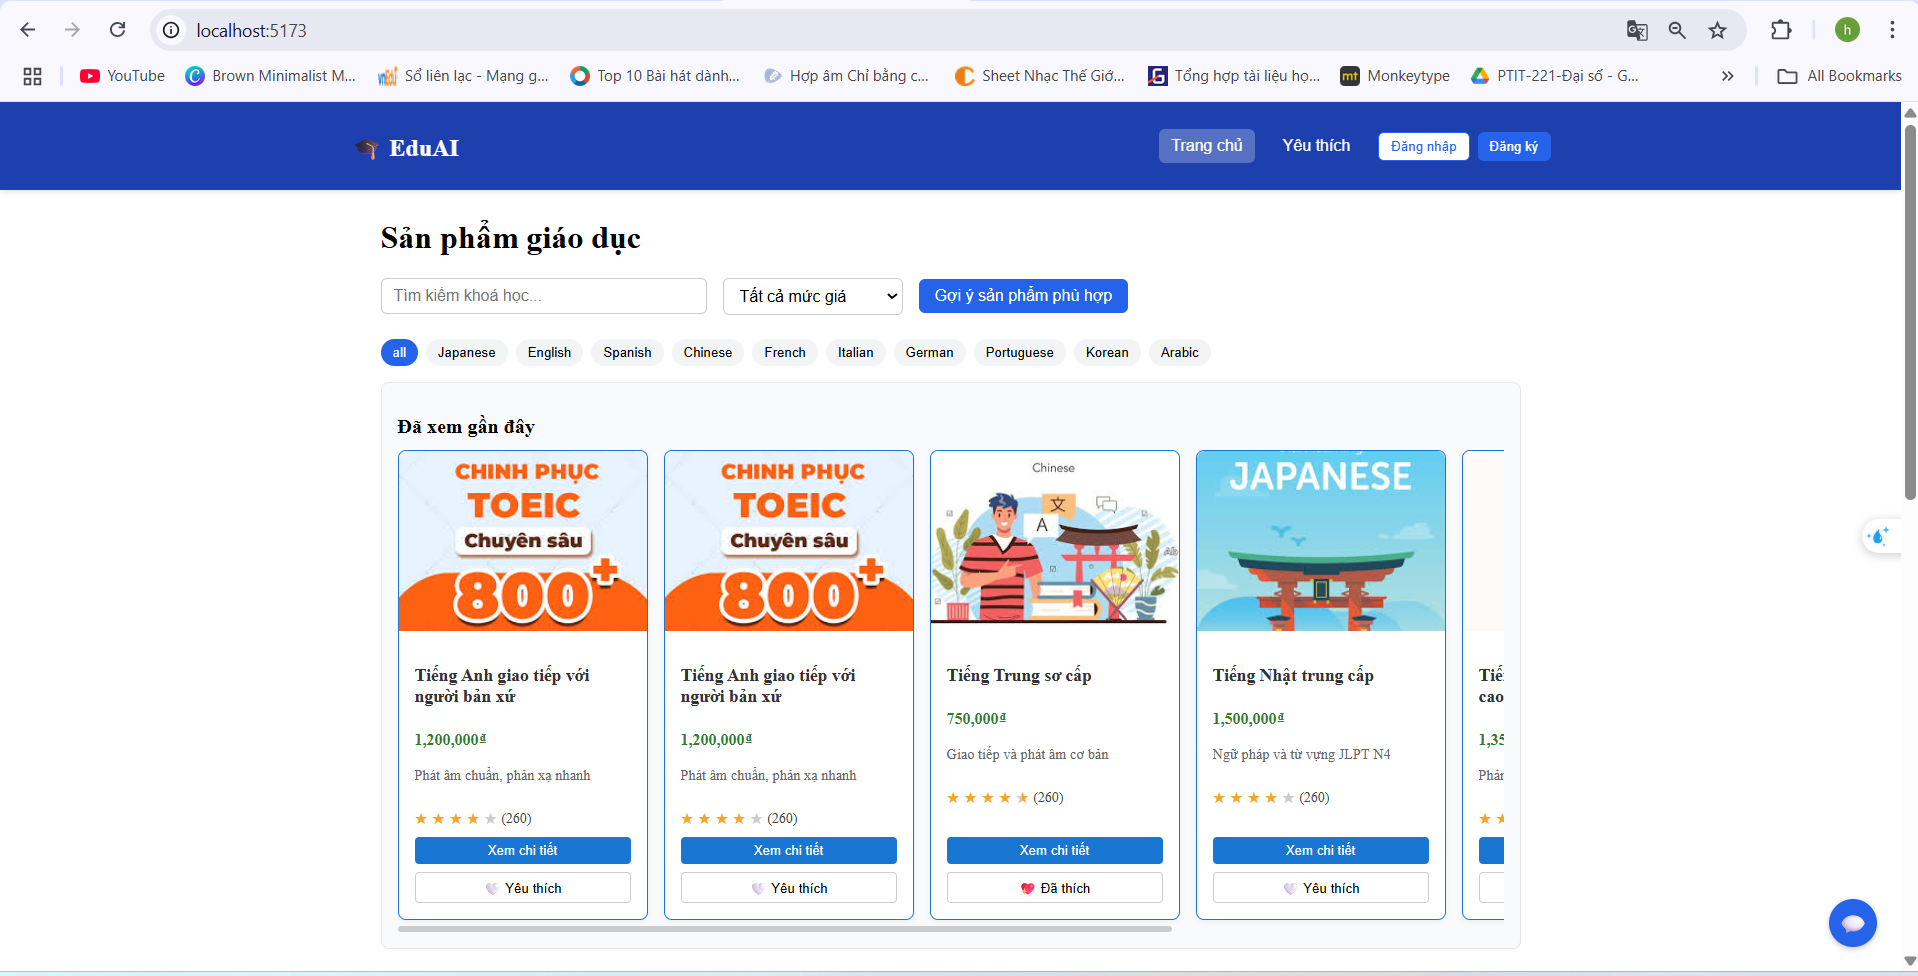 localhost:5173
h
YouTube
Brown Minimalist M...
Sổ liên lạc - Mạng g...
Top 10 Bài hát dành...
Hợp âm Chỉ bằng c...
Sheet Nhạc Thế Giớ...
Tổng hợp tài liệu họ...
mt
Monkeytype
PTIT-221-Đại số - G...
All Bookmarks
EduAI
Trang chủ
Yêu thích
Đăng nhập
Đăng ký
Sản phẩm giáo dục
Tìm kiếm khoá học...
Tất cả mức giá
Gợi ý sản phẩm phù hợp
all
Japanese
English
Spanish
Chinese
French
Italian
German
Portuguese
Korean
Arabic
Đã xem gần đây
CHINH PHỤC
TOEIC
Chuyên sâu
800+
Tiếng Anh giao tiếp với
người bản xứ
1,200,000₫
Phát âm chuẩn, phản xạ nhanh
★ ★ ★ ★ ★ (260)
Xem chi tiết
Yêu thích
CHINH PHỤC
TOEIC
Chuyên sâu
800+
Tiếng Anh giao tiếp với
người bản xứ
1,200,000₫
Phát âm chuẩn, phản xạ nhanh
★ ★ ★ ★ ★ (260)
Xem chi tiết
Yêu thích
Chinese
文
A
Ab
Tiếng Trung sơ cấp
750,000₫
Giao tiếp và phát âm cơ bản
★ ★ ★ ★ ★ (260)
Xem chi tiết
Đã thích
JAPANESE
Tiếng Nhật trung cấp
1,500,000₫
Ngữ pháp và từ vựng JLPT N4
★ ★ ★ ★ ★ (260)
Xem chi tiết
Yêu thích
cao
1,35